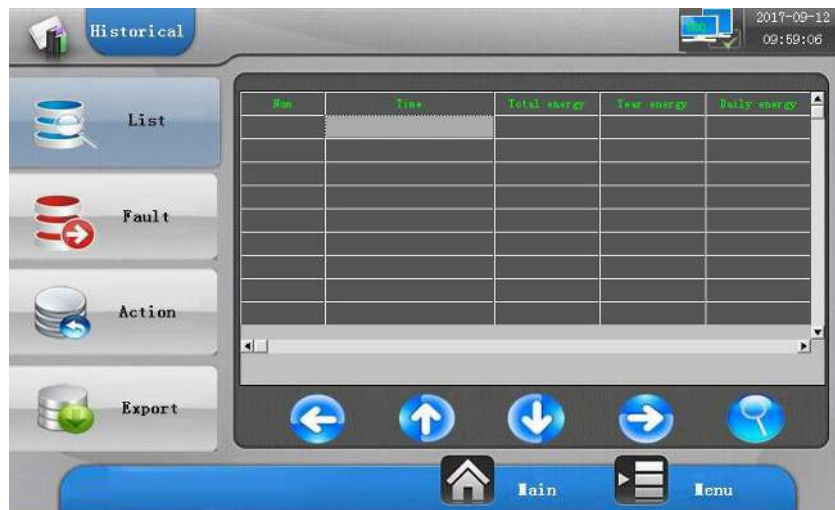 Historical
2017-09-12
09:59:06
List
Num Time Total energy Year energy Daily energy
Fault
Action
Export
Main Menu